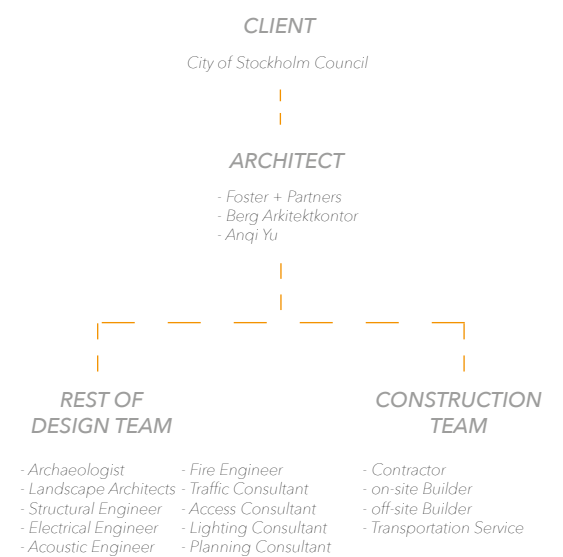 CLIENT
City of Stockholm Council
ARCHITECT
- Foster + Partners
- Berg Arkitektkontor
- Anqi Yu
REST OF
DESIGN TEAM
- Archaeologist
- Landscape Architects
- Structural Engineer
- Electrical Engineer
- Acoustic Engineer
- Fire Engineer
- Traffic Consultant
- Access Consultant
- Lighting Consultant
- Planning Consultant
CONSTRUCTION
TEAM
- Contractor
- on-site Builder
- off-site Builder
- Transportation Service